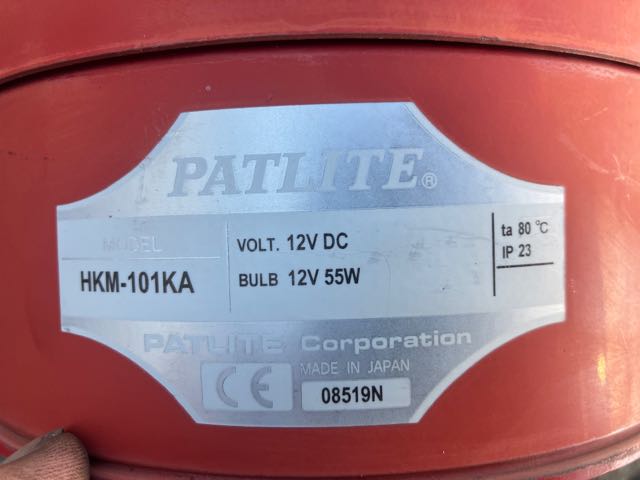 PATLITE®
MODEL
HKM-101KA
VOLT. 12V DC
BULB 12V 55W
ta 80 °C
IP 23
PATLITE Corporation
MADE IN JAPAN
CE
08519N